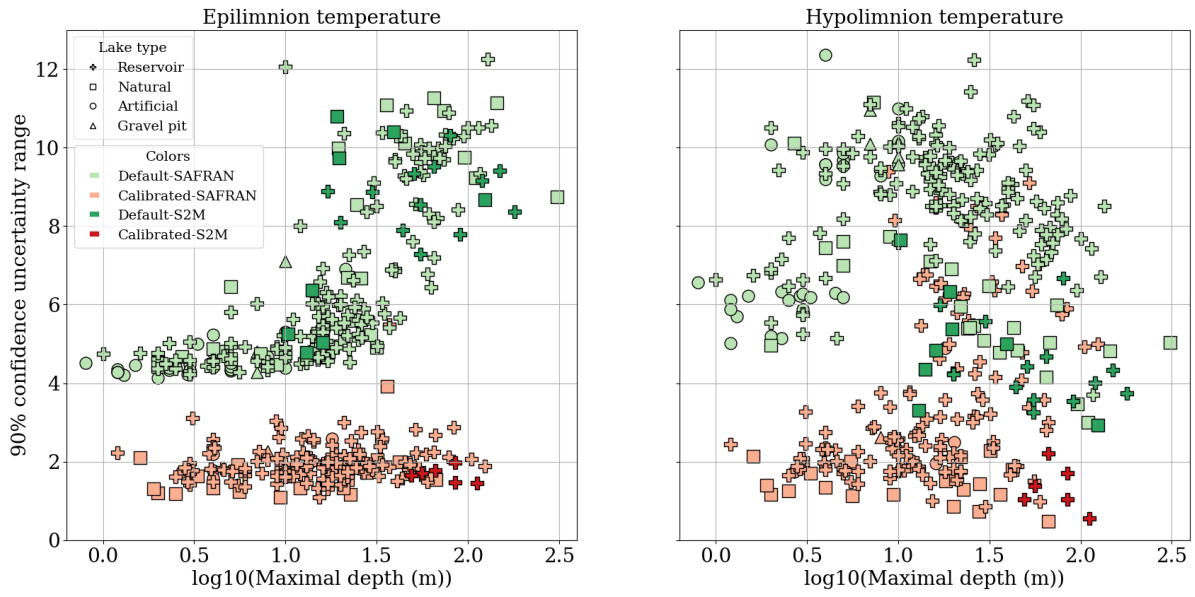 Epilimnion temperature
Hypolimnion temperature
90% confidence uncertainty range
12
10
8
6
4
2
0
Lake type
Reservoir
Natural
Artificial
Gravel pit
Colors
Default-SAFRAN
Calibrated-SAFRAN
Default-S2M
Calibrated-S2M
0.0 0.5 1.0 1.5 2.0 2.5
log10(Maximal depth (m))
0.0 0.5 1.0 1.5 2.0 2.5
log10(Maximal depth (m))